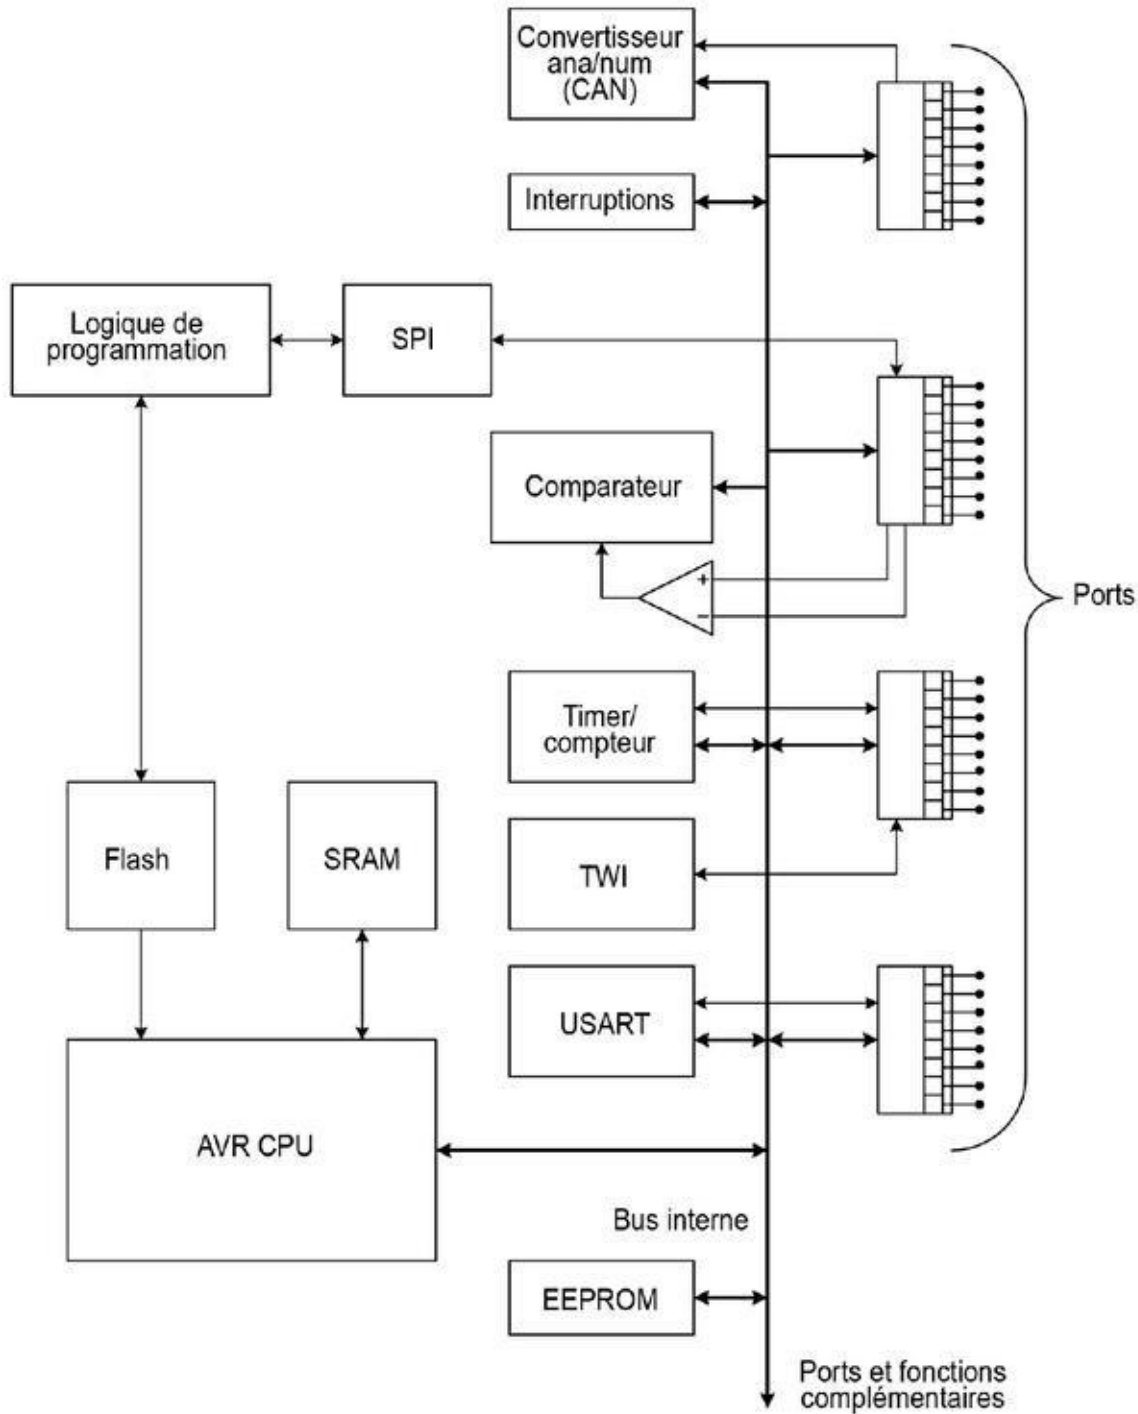 Convertisseur
ana/num
(CAN)
Interruptions
Logique de
programmation
SPI
Comparateur
+
−
Ports
Timer/
compteur
Flash
SRAM
TWI
USART
AVR CPU
Bus interne
EEPROM
Ports et fonctions
complémentaires